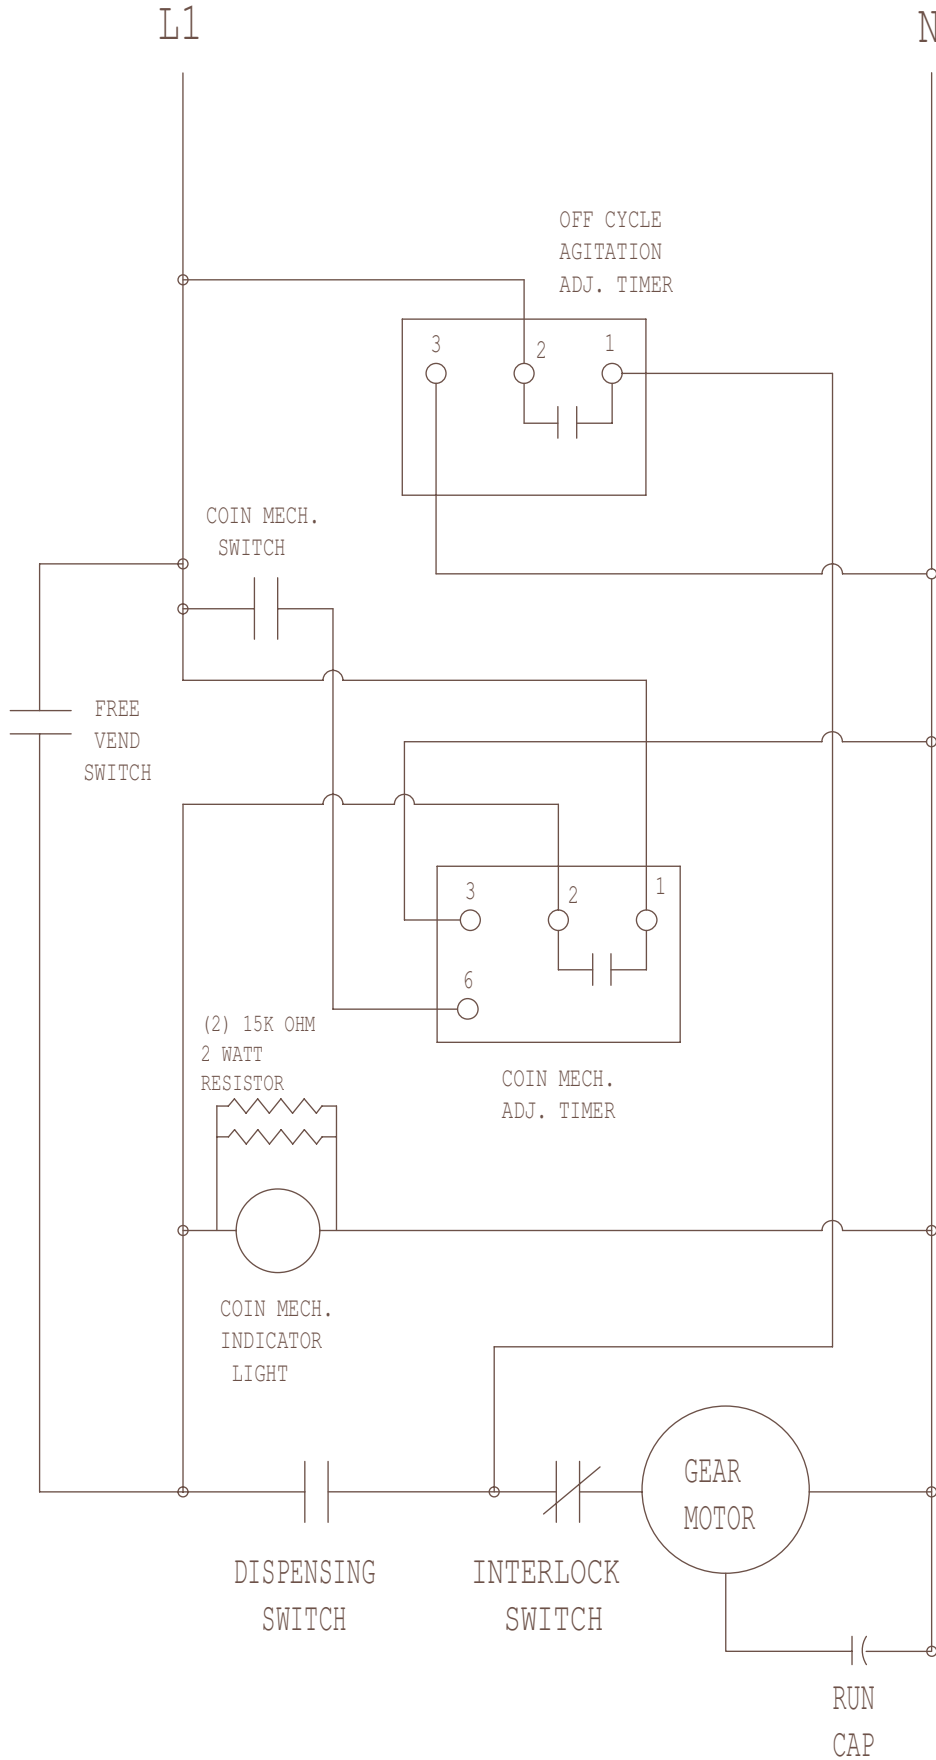 L1
N
OFF CYCLE
AGITATION
ADJ. TIMER
3
2
1
COIN MECH.
SWITCH
FREE
VEND
SWITCH
3
2
1
6
(2) 15K OHM
2 WATT
RESISTOR
COIN MECH.
ADJ. TIMER
COIN MECH.
INDICATOR
LIGHT
GEAR
MOTOR
DISPENSING
SWITCH
INTERLOCK
SWITCH
RUN
CAP